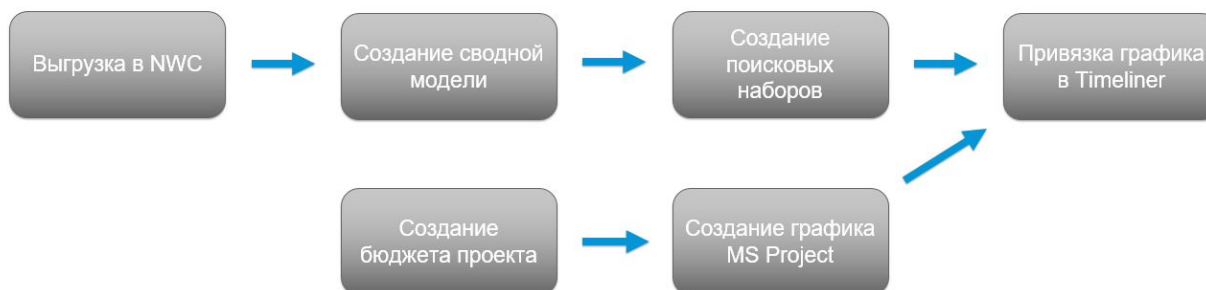 Выгрузка в NWC
Создание сводной
модели
Создание
поисковых
наборов
Привязка графика
в Timeliner
Создание
бюджета проекта
Создание графика
MS Project